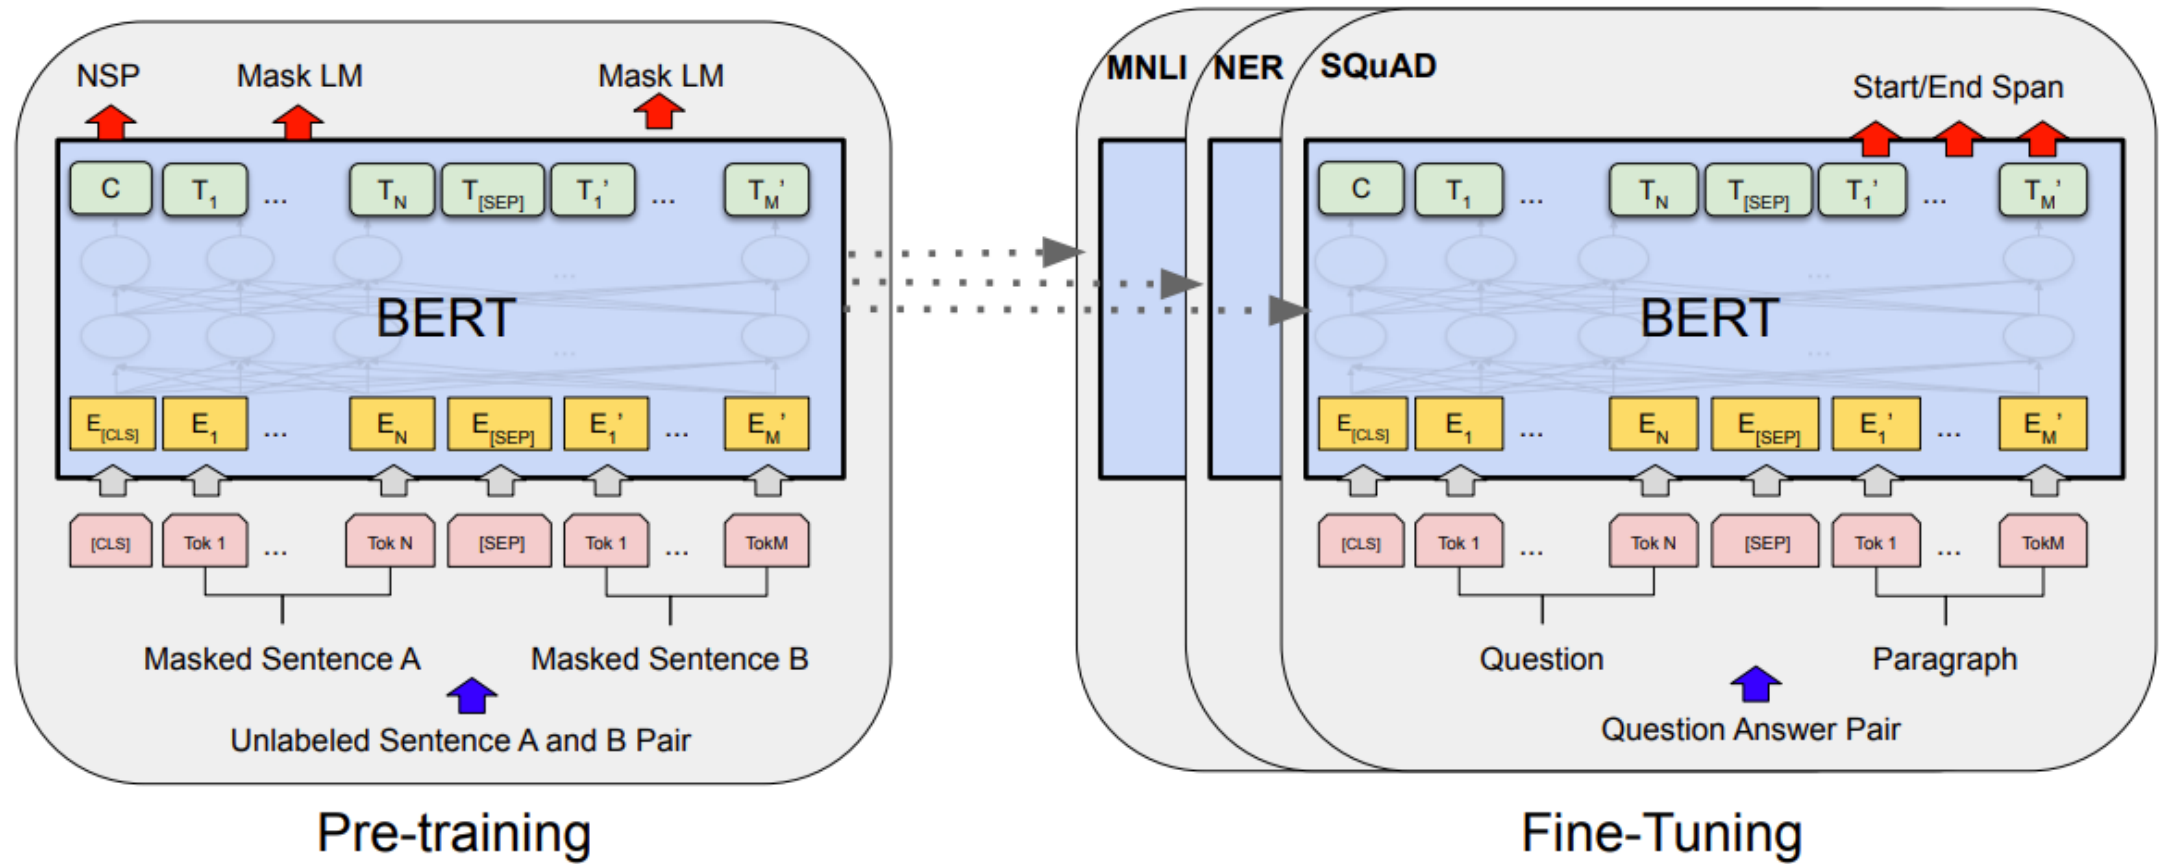 NSP Mask LM Mask LM
C T1 ... TN T[SEP] T1’ ... TM’
... 
BERT
...
E[CLS] E1 ... EN E[SEP] E1’ ... EM’
[CLS] Tok 1 ... Tok N [SEP] Tok 1 ... TokM
Masked Sentence A Masked Sentence B
Unlabeled Sentence A and B Pair
Pre-training
MNLI NER SQuAD
Start/End Span
C T1 ... TN T[SEP] T1’ ... TM’
...
BERT
...
E[CLS] E1 ... EN E[SEP] E1’ ... EM’
[CLS] Tok 1 ... Tok N [SEP] Tok 1 ... TokM
Question Paragraph
Question Answer Pair
Fine-Tuning